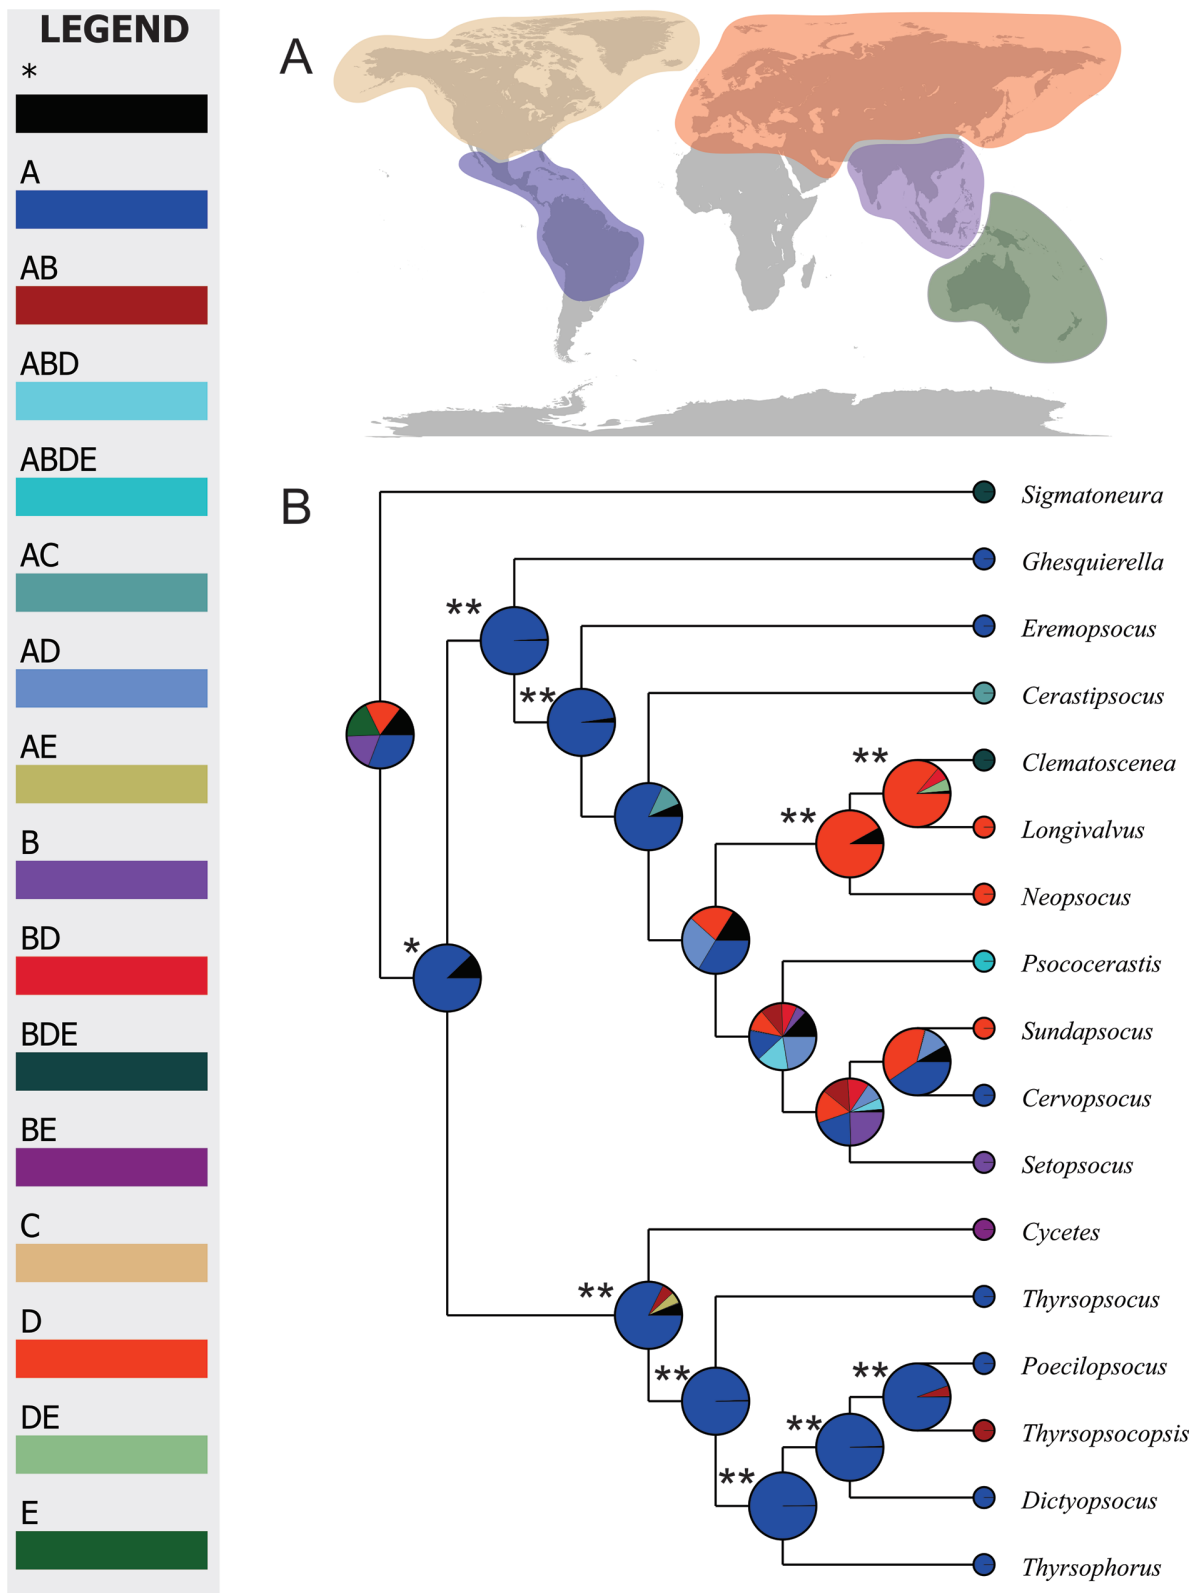 LEGEND
*
A
AB
ABD
ABDE
AC
AD
AE
B
BD
BDE
BE
C
D
DE
E
A
B
Sigmatoneura
Ghesquierella
**
Eremopsocus
**
Cerastipsocus
Clematoscenea
**
Longivalvus
**
Neopsocus
*
Psococerastis
Sundapsocus
Cervopsocus
Setopsocus
Cycetes
**
Thyrsopsocus
**
Poecilopsocus
**
Thyrsopsocopsis
**
Dictyopsocus
**
Thyrsophorus